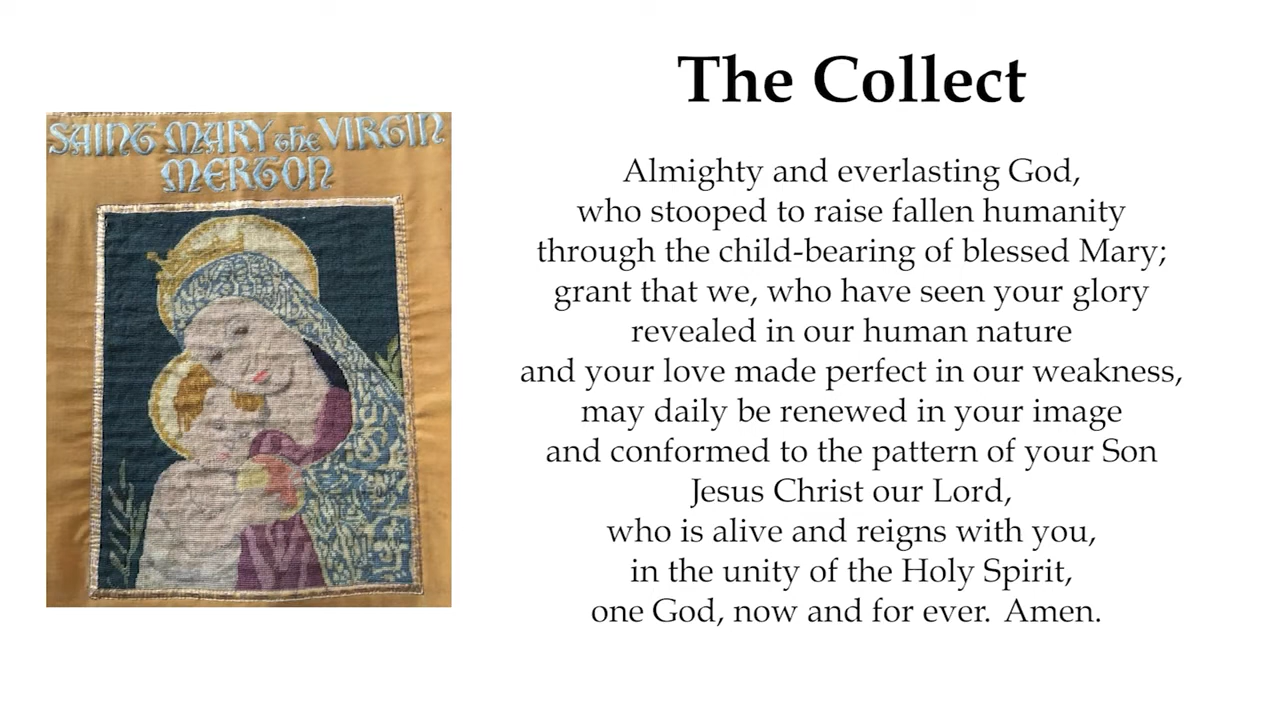 SAINT MARY the VIRGIN
MERTON
The Collect
Almighty and everlasting God,
who stooped to raise fallen humanity
through the child-bearing of blessed Mary;
grant that we, who have seen your glory
revealed in our human nature
and your love made perfect in our weakness,
may daily be renewed in your image
and conformed to the pattern of your Son
Jesus Christ our Lord,
who is alive and reigns with you,
in the unity of the Holy Spirit,
one God, now and for ever. Amen.